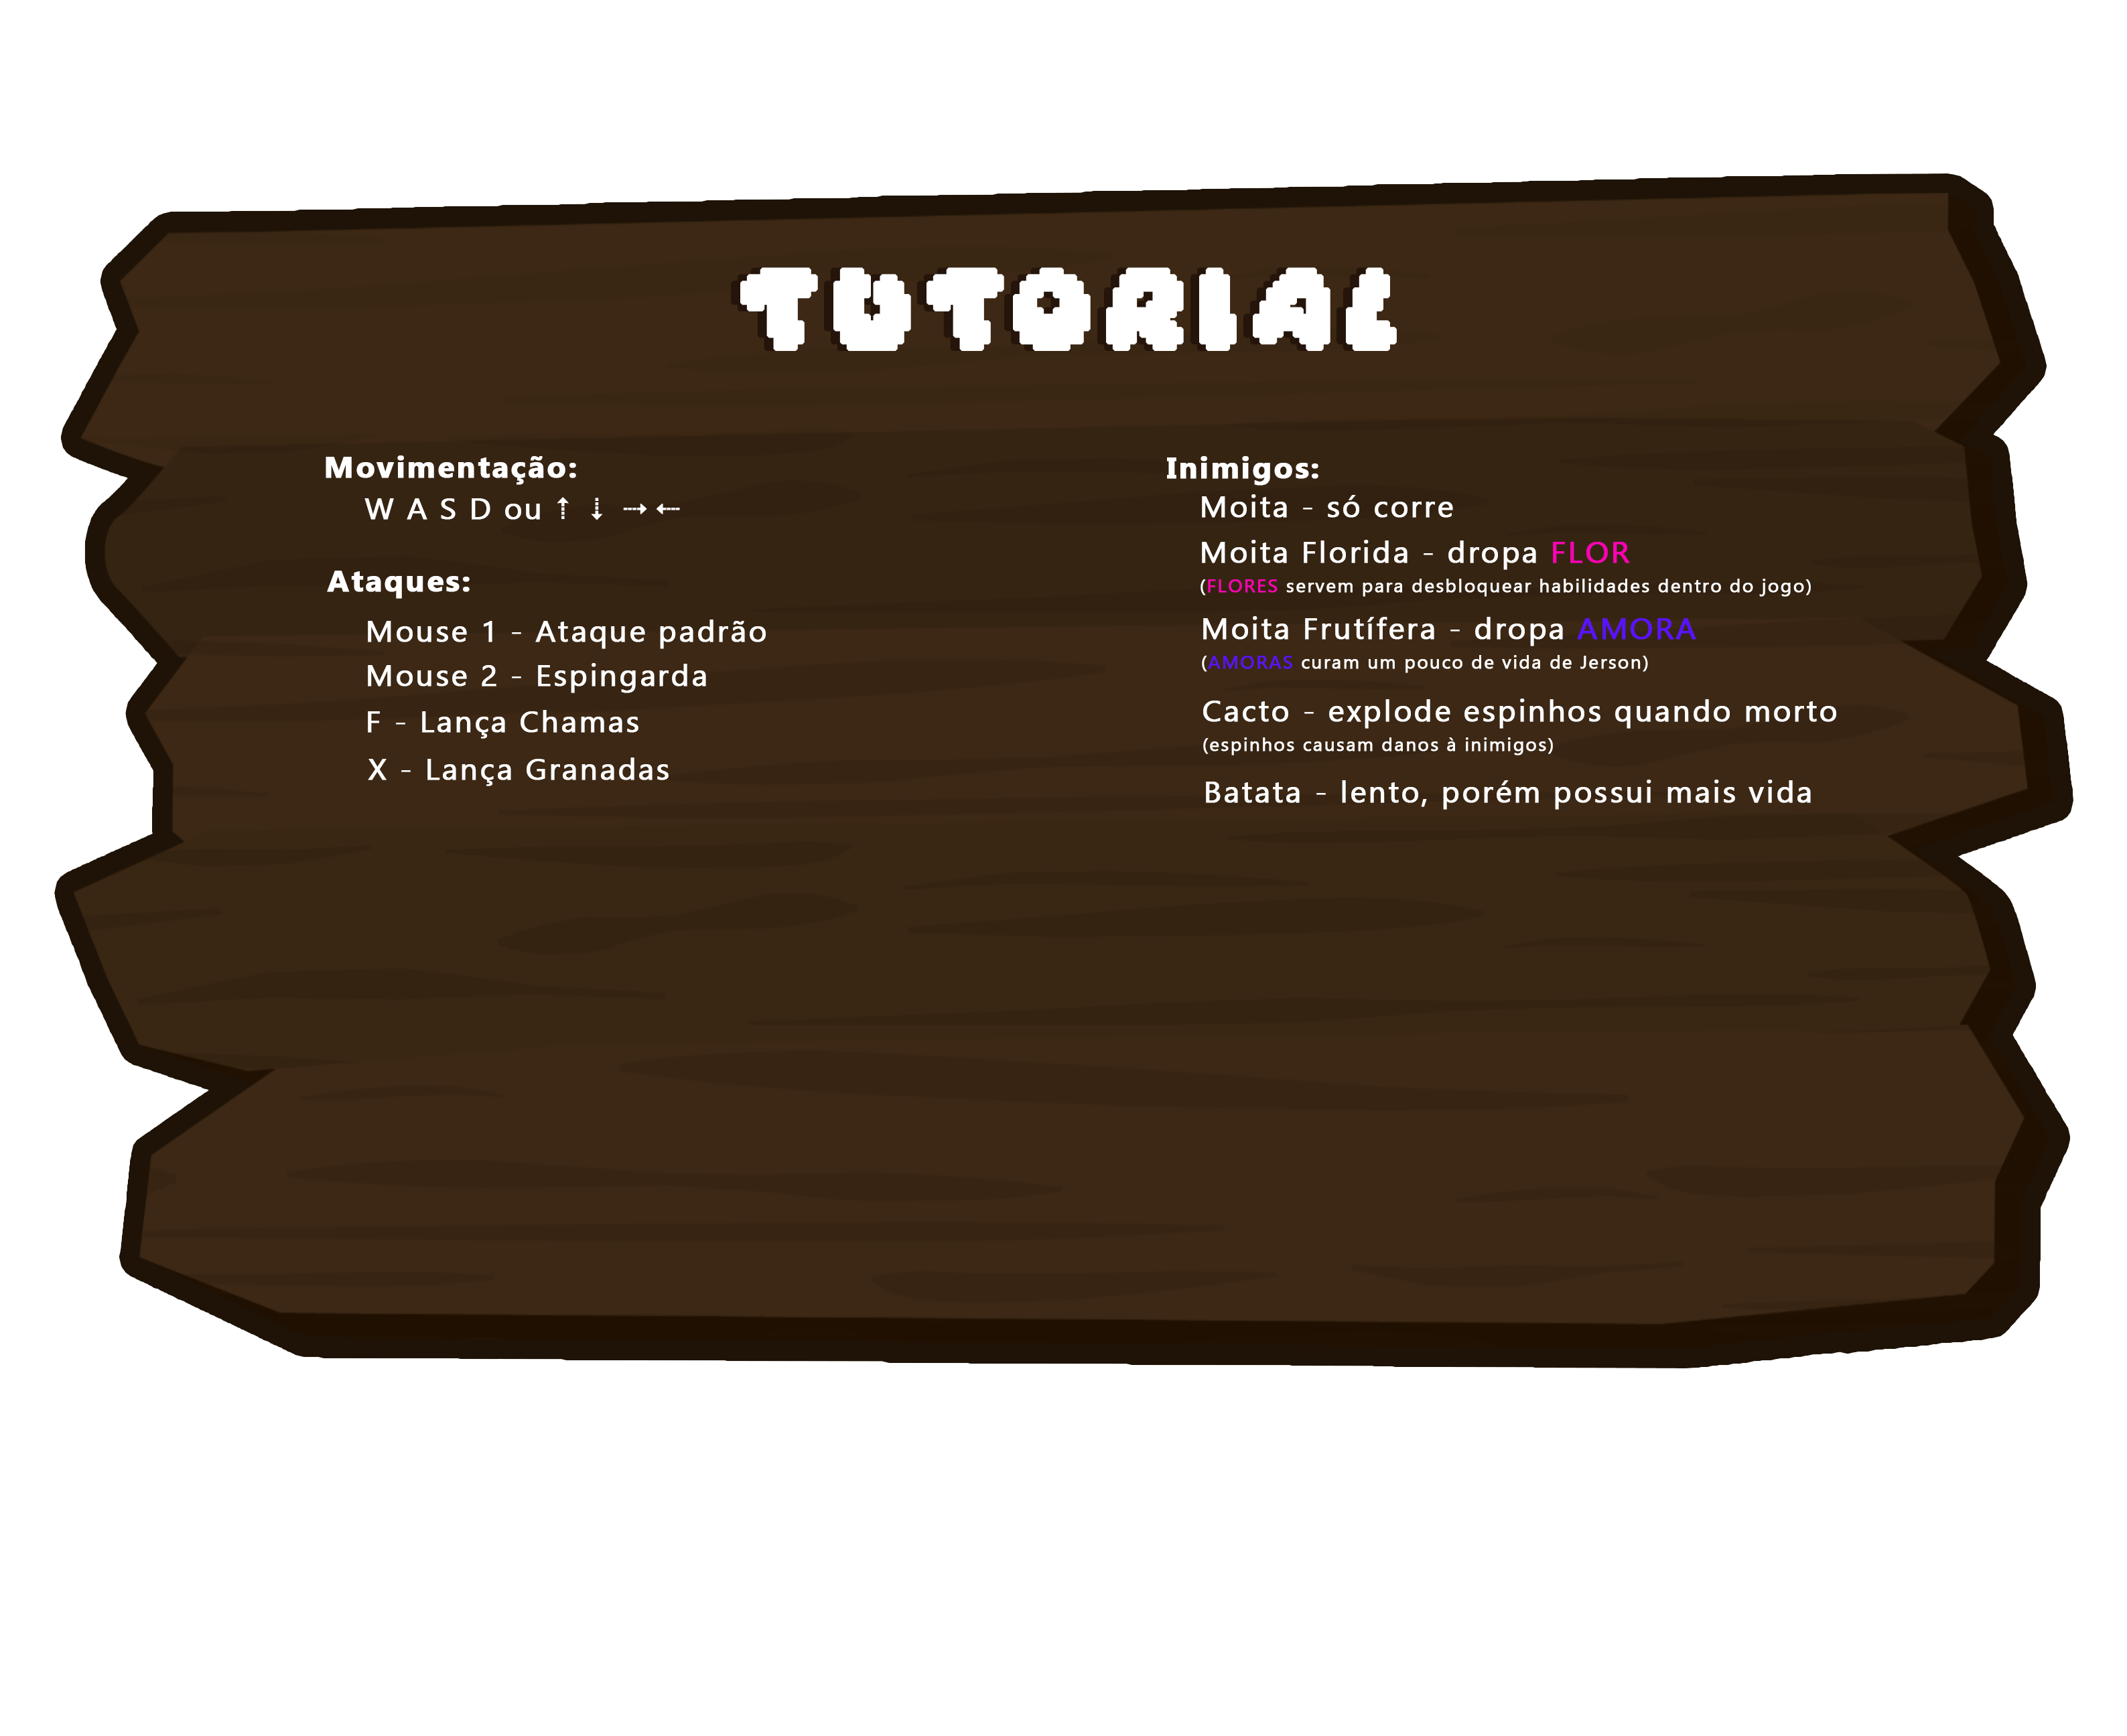 TUTORIAL
Movimentação:
W A S D ou ⇡ ⇣ ⇢ ⇠
Ataques:
Mouse 1 - Ataque padrão
Mouse 2 - Espingarda
F - Lança Chamas
X - Lança Granadas
Inimigos:
Moita - só corre
Moita Florida - dropa FLOR
(FLORES servem para desbloquear habilidades dentro do jogo)
Moita Frutífera - dropa AMORA
(AMORAS curam um pouco de vida de Jerson)
Cacto - explode espinhos quando morto
(espinhos causam danos à inimigos)
Batata - lento, porém possui mais vida